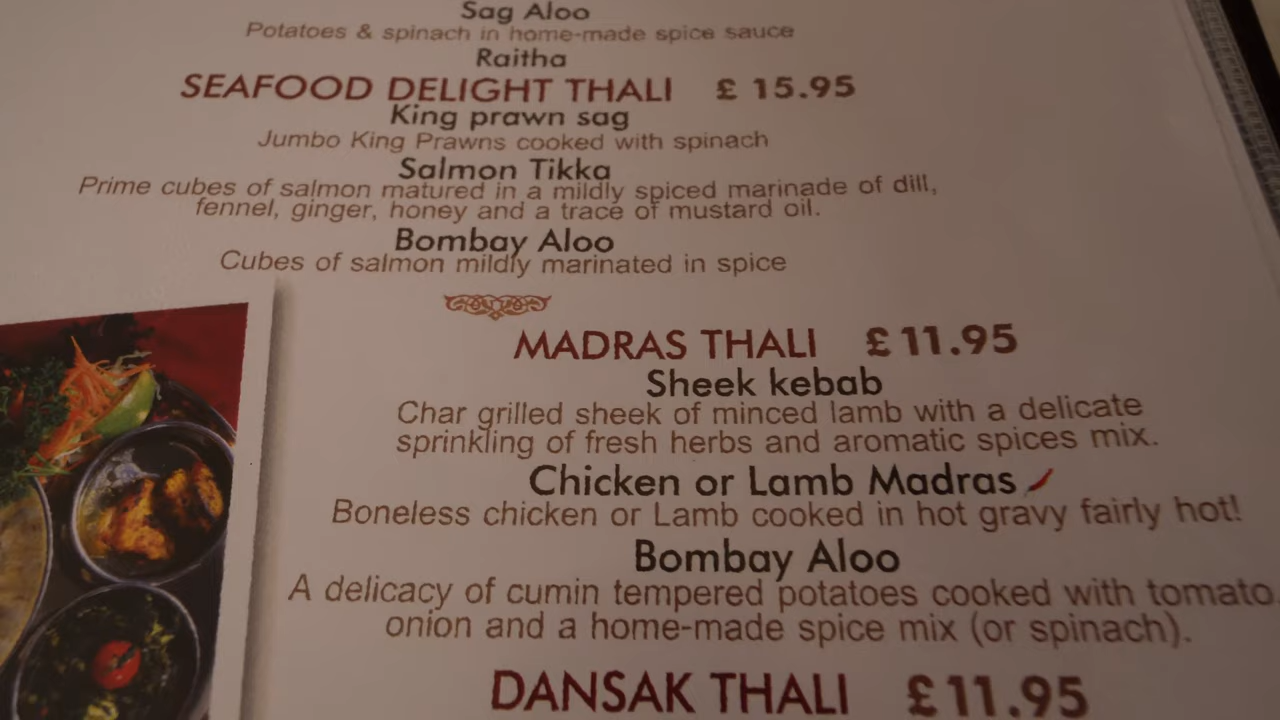 Sag Aloo
Potatoes & spinach in home-made spice sauce
Raitha
SEAFOOD DELIGHT THALI £ 15.95
King prawn sag
Jumbo King Prawns cooked with spinach
Salmon Tikka
Prime cubes of salmon matured in a mildly spiced marinade of dill,
fennel, ginger, honey and a trace of mustard oil.
Bombay Aloo
Cubes of salmon mildly marinated in spice
MADRAS THALI £ 11.95
Sheek kebab
Char grilled sheek of minced lamb with a delicate
sprinkling of fresh herbs and aromatic spices mix.
Chicken or Lamb Madras
Boneless chicken or Lamb cooked in hot gravy fairly hot!
Bombay Aloo
A delicacy of cumin tempered potatoes cooked with tomato
onion and a home-made spice mix (or spinach).
DANSAK THALI £ 11.95